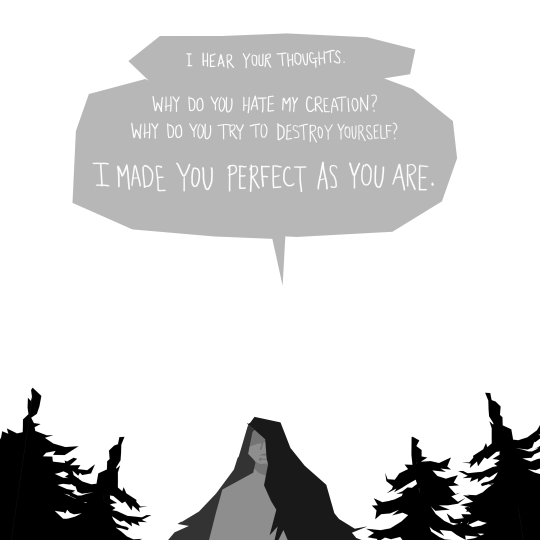 I HEAR YOUR THOUGHTS.
WHY DO YOU HATE MY CREATION?
WHY DO YOU TRY TO DESTROY YOURSELF?
I MADE YOU PERFECT AS YOU ARE.